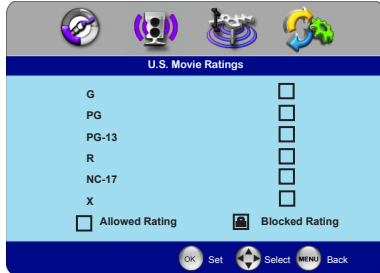 U.S. Movie Ratings
G
PG
PG-13
R
NC-17
X
Allowed Rating Blocked Rating
OK Set Select MENU Back